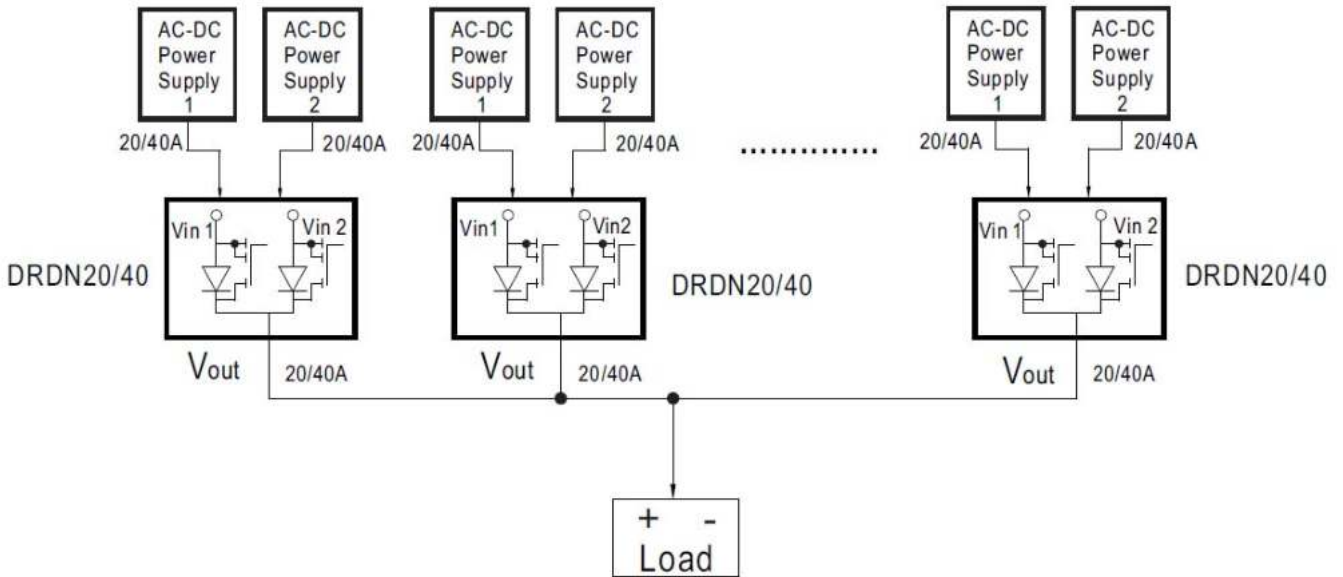 AC-DC
Power
Supply
1
AC-DC
Power
Supply
2
AC-DC
Power
Supply
1
AC-DC
Power
Supply
2
AC-DC
Power
Supply
1
AC-DC
Power
Supply
2
20/40A 20/40A 20/40A 20/40A 20/40A 20/40A
..............
Vin 1 Vin 2 Vin1 Vin2 Vin 1 Vin 2
DRDN20/40 DRDN20/40 DRDN20/40
Vout 20/40A Vout 20/40A Vout 20/40A
+ -
Load